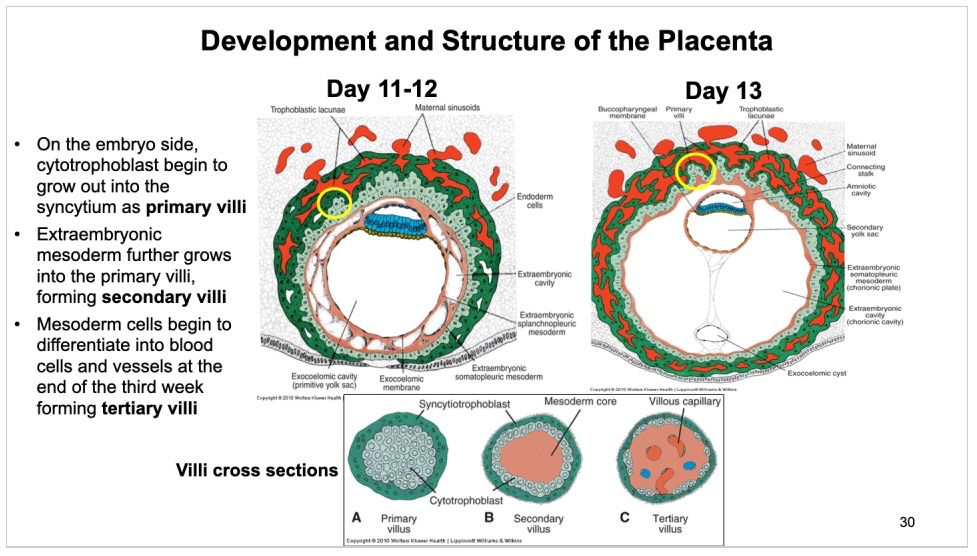 Development and Structure of the Placenta
• On the embryo side,
cytotrophoblast begin to
grow out into the
syncytium as primary villi
• Extraembryonic
mesoderm further grows
into the primary villi,
forming secondary villi
• Mesoderm cells begin to
differentiate into blood
cells and vessels at the
end of the third week
forming tertiary villi
Day 11-12
Trophoblastic lacunae
Maternal sinusoids
Endoderm
cells
Extraembryonic
cavity
Extraembryonic
splanchnopleuric
mesoderm
Extraembryonic
somatopleuric mesoderm
Exocoelomic
membrane
Exocoelomic cavity
(primitive yolk sac)
Copyright © 2010 Wolters Kluwer Health | Lippincott Williams & Wilkins
Day 13
Buccopharyngeal
membrane
Primary
villi
Trophoblastic
lacunae
Maternal
sinusoid
Connecting
stalk
Amniotic
cavity
Secondary
yolk sac
Extraembryonic
somatopleuric
mesoderm
(chorionic plate)
Extraembryonic
cavity
(chorionic cavity)
Exocoelomic cyst
Copyright © 2010 Wolters Kluwer Health | Lippincott Williams & Wilkins
Villi cross sections
Syncytiotrophoblast
Mesoderm core
Villous capillary
Cytotrophoblast
A Primary
villus
B Secondary
villus
C Tertiary
villus
Copyright © 2010 Wolters Kluwer Health | Lippincott Williams & Wilkins
30